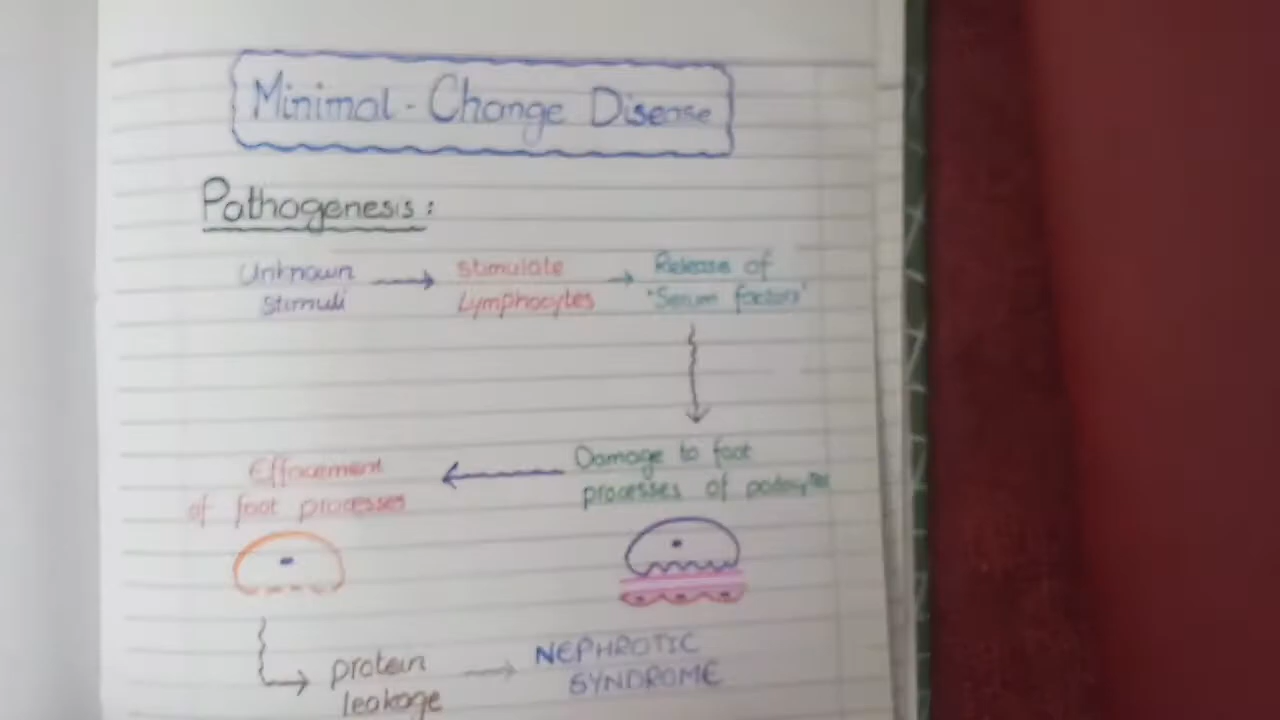 Minimal-Change Disease
Pathogenesis:
Unknown stimuli
stimulate Lymphocytes
Release of "Serum factors"
Damage to foot processes of podocytes
Effacement of foot processes
protein leakage
NEPHROTIC SYNDROME